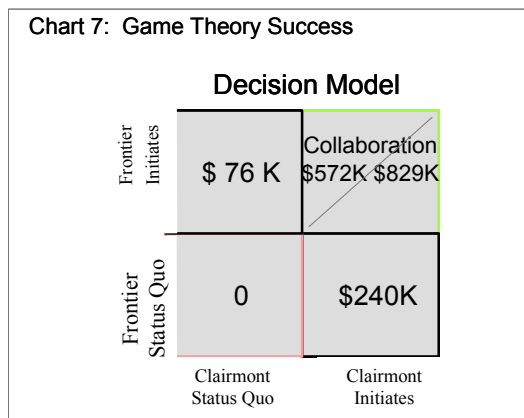 Chart 7:  Game Theory Success
Decision Model
Frontier
Initiates
$ 76 K
Collaboration
$572K $829K
Frontier
Status Quo
0
$240K
Clairmont
Status Quo
Clairmont
Initiates